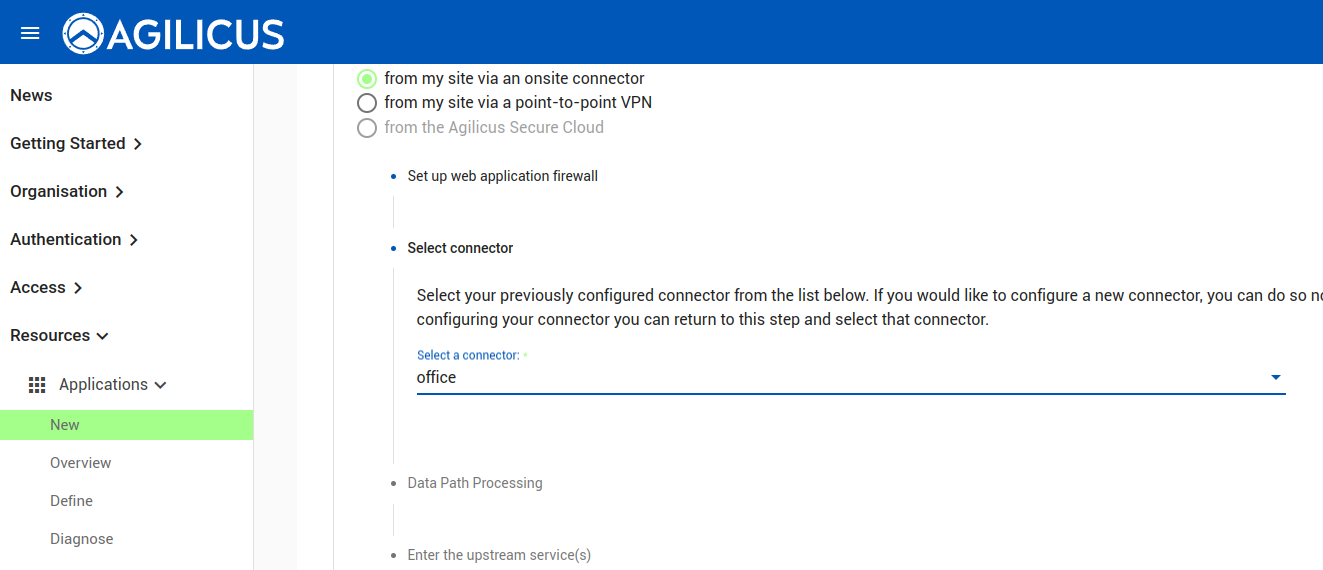 AGILICUS
News
Getting Started
Organisation
Authentication
Access
Resources
Applications
New
Overview
Define
Diagnose
from my site via an onsite connector
from my site via a point-to-point VPN
from the Agilicus Secure Cloud
Set up web application firewall
Select connector
Select your previously configured connector from the list below. If you would like to configure a new connector, you can do so
configuring your connector you can return to this step and select that connector.
Select a connector: *
office
Data Path Processing
Enter the upstream service(s)